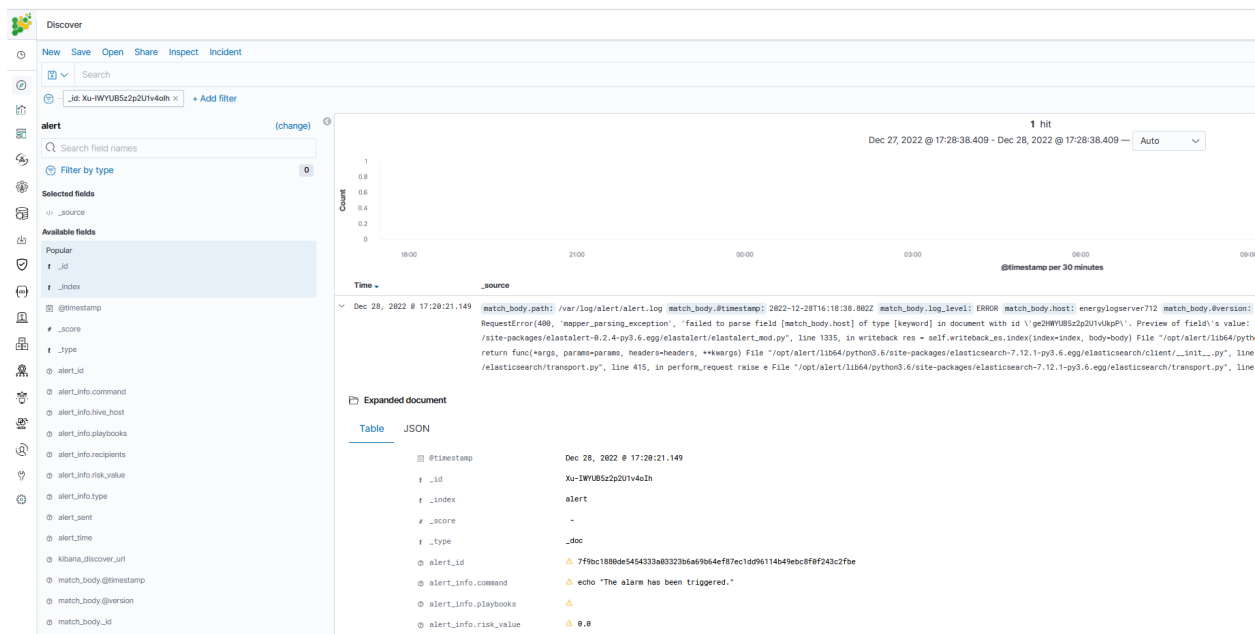 Discover
New Save Open Share Inspect Incident
Search
_id: Xu-IWYUB5z2p2U1v4oIh × + Add filter
alert (change)
Search field names
Filter by type 0
Selected fields
_source
Available fields
Popular
t _id
t _index
@timestamp
# _score
t _type
alert_id
alert_info.command
alert_info.hive_host
alert_info.playbooks
alert_info.recipients
alert_info.risk_value
alert_info.type
alert_sent
alert_time
kibana_discover_url
match_body.@timestamp
match_body.@version
match_body._id
1 hit
Dec 27, 2022 @ 17:28:38.409 - Dec 28, 2022 @ 17:28:38.409 — Auto
Count
1
0.8
0.6
0.4
0.2
0
18:00 21:00 00:00 03:00 06:00 09:00
@timestamp per 30 minutes
Time _source
Dec 28, 2022 @ 17:20:21.149 match_body.path: /var/log/alert/alert.log match_body.@timestamp: 2022-12-28T16:18:38.802Z match_body.log_level: ERROR match_body.host: energylogserver712 match_body.@version:
RequestError(400, 'mapper_parsing_exception', 'failed to parse field [match_body.host] of type [keyword] in document with id \'ge2HWYUB5z2p2U1vUkpP\'. Preview of field\'s value:
/site-packages/elastalert-0.2.4-py3.6.egg/elastalert/elastalert_mod.py", line 1335, in writeback res = self.writeback_es.index(index=index, body=body) File "/opt/alert/lib64/pyth
return func(*args, params=params, headers=headers, **kwargs) File "/opt/alert/lib64/python3.6/site-packages/elasticsearch-7.12.1-py3.6.egg/elasticsearch/client/__init__.py", line
/elasticsearch/transport.py", line 415, in perform_request raise e File "/opt/alert/lib64/python3.6/site-packages/elasticsearch-7.12.1-py3.6.egg/elasticsearch/transport.py", line
Expanded document
Table JSON
@timestamp Dec 28, 2022 @ 17:20:21.149
t _id Xu-IWYUB5z2p2U1v4oIh
t _index alert
# _score -
t _type _doc
alert_id 7f9bc1880de5454333a03323b6a69b64ef87ec1dd96114b49ebc8f0f243c2fbe
alert_info.command echo "The alarm has been triggered."
alert_info.playbooks
alert_info.risk_value 0.0